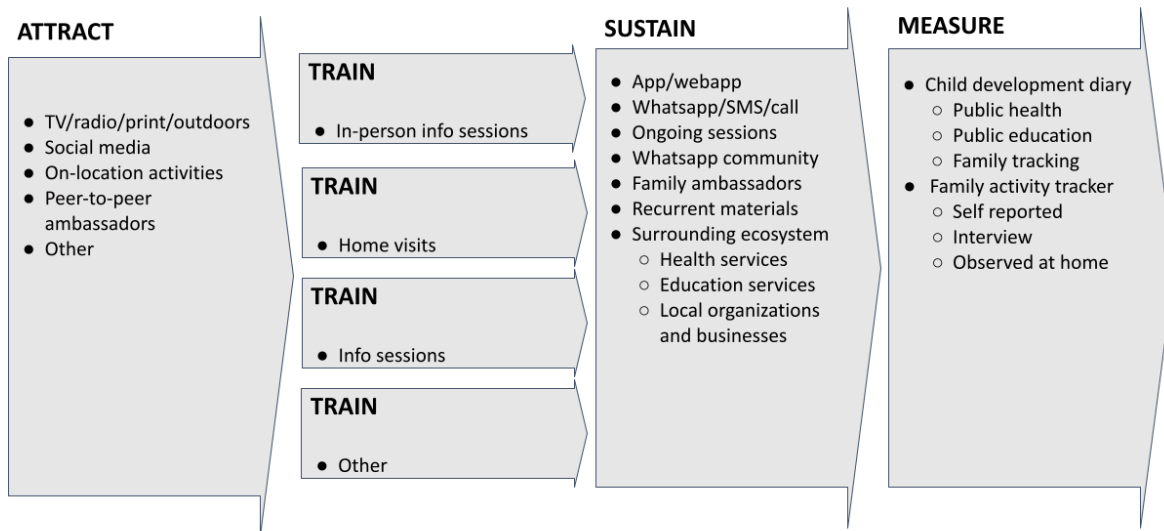 ATTRACT
● TV/radio/print/outdoors
● Social media
● On-location activities
● Peer-to-peer
ambassadors
● Other
TRAIN
● In-person info sessions
TRAIN
● Home visits
TRAIN
● Info sessions
TRAIN
● Other
SUSTAIN
● App/webapp
● Whatsapp/SMS/call
● Ongoing sessions
● Whatsapp community
● Family ambassadors
● Recurrent materials
● Surrounding ecosystem
○ Health services
○ Education services
○ Local organizations
and businesses
MEASURE
● Child development diary
○ Public health
○ Public education
○ Family tracking
● Family activity tracker
○ Self reported
○ Interview
○ Observed at home